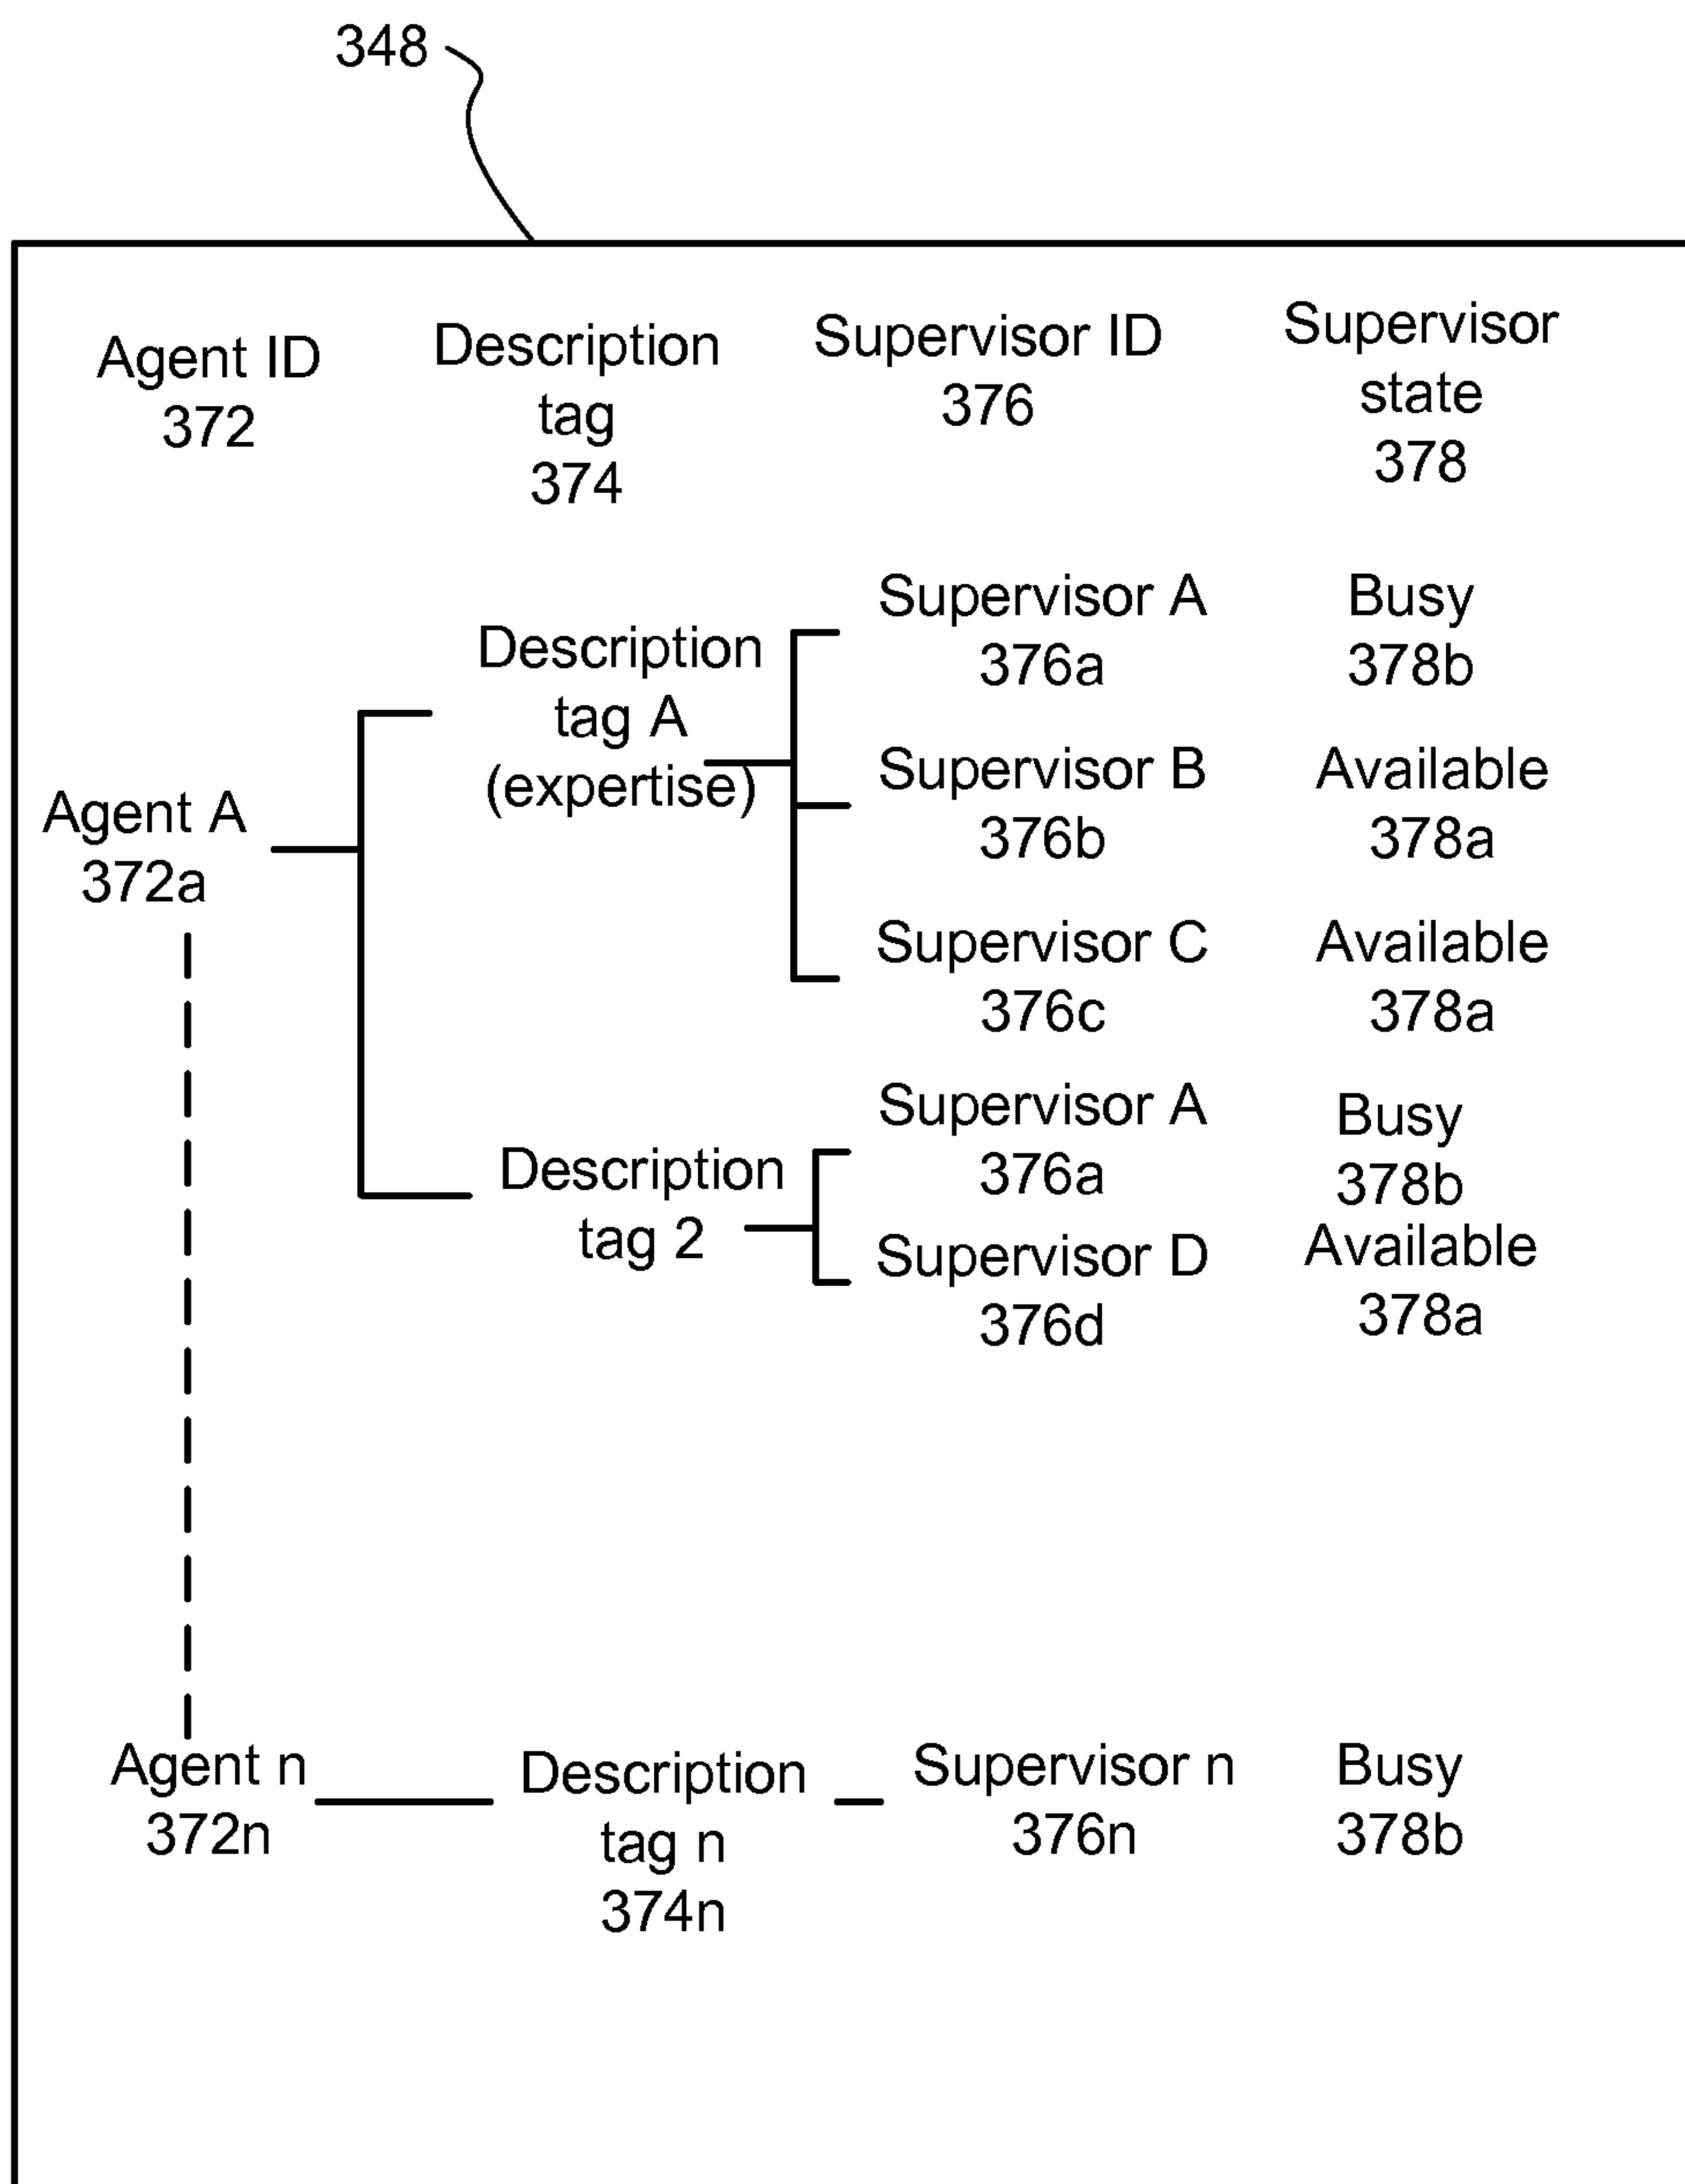 348
Agent ID
372
Description
tag
374
Supervisor ID
376
Supervisor
state
378
Agent A
372a
Description
tag A
(expertise)
Supervisor A
376a
Busy
378b
Supervisor B
376b
Available
378a
Supervisor C
376c
Available
378a
Description
tag 2
Supervisor A
376a
Busy
378b
Supervisor D
376d
Available
378a
Agent n
372n
Description
tag n
374n
Supervisor n
376n
Busy
378b